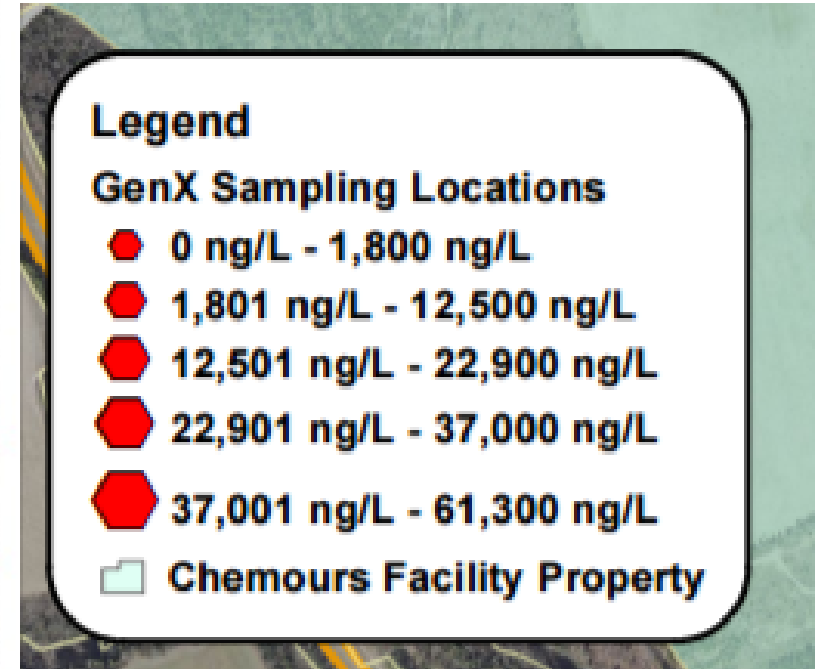 Legend
GenX Sampling Locations
0 ng/L - 1,800 ng/L
1,801 ng/L - 12,500 ng/L
12,501 ng/L - 22,900 ng/L
22,901 ng/L - 37,000 ng/L
37,001 ng/L - 61,300 ng/L
Chemours Facility Property